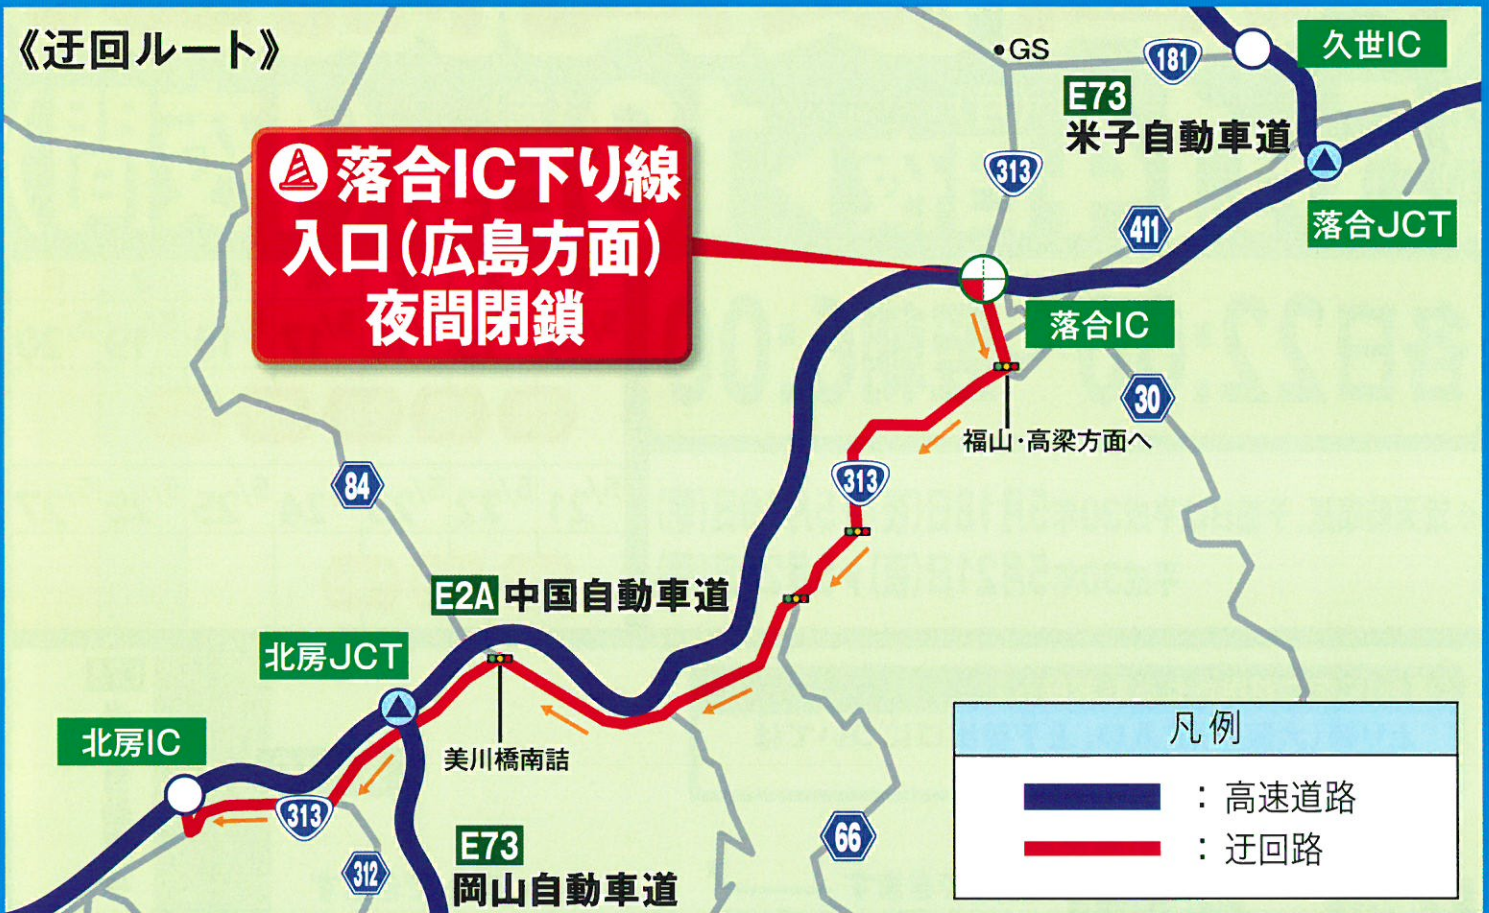 《迂回ルート》
GS
181
久世IC
E73
米子自動車道
落合IC下り線
入口(広島方面)
夜間閉鎖
313
411
落合JCT
落合IC
30
福山・高梁方面へ
84
313
E2A 中国自動車道
北房JCT
北房IC
美川橋南詰
313
312
E73
岡山自動車道
66
凡例
：高速道路
：迂回路